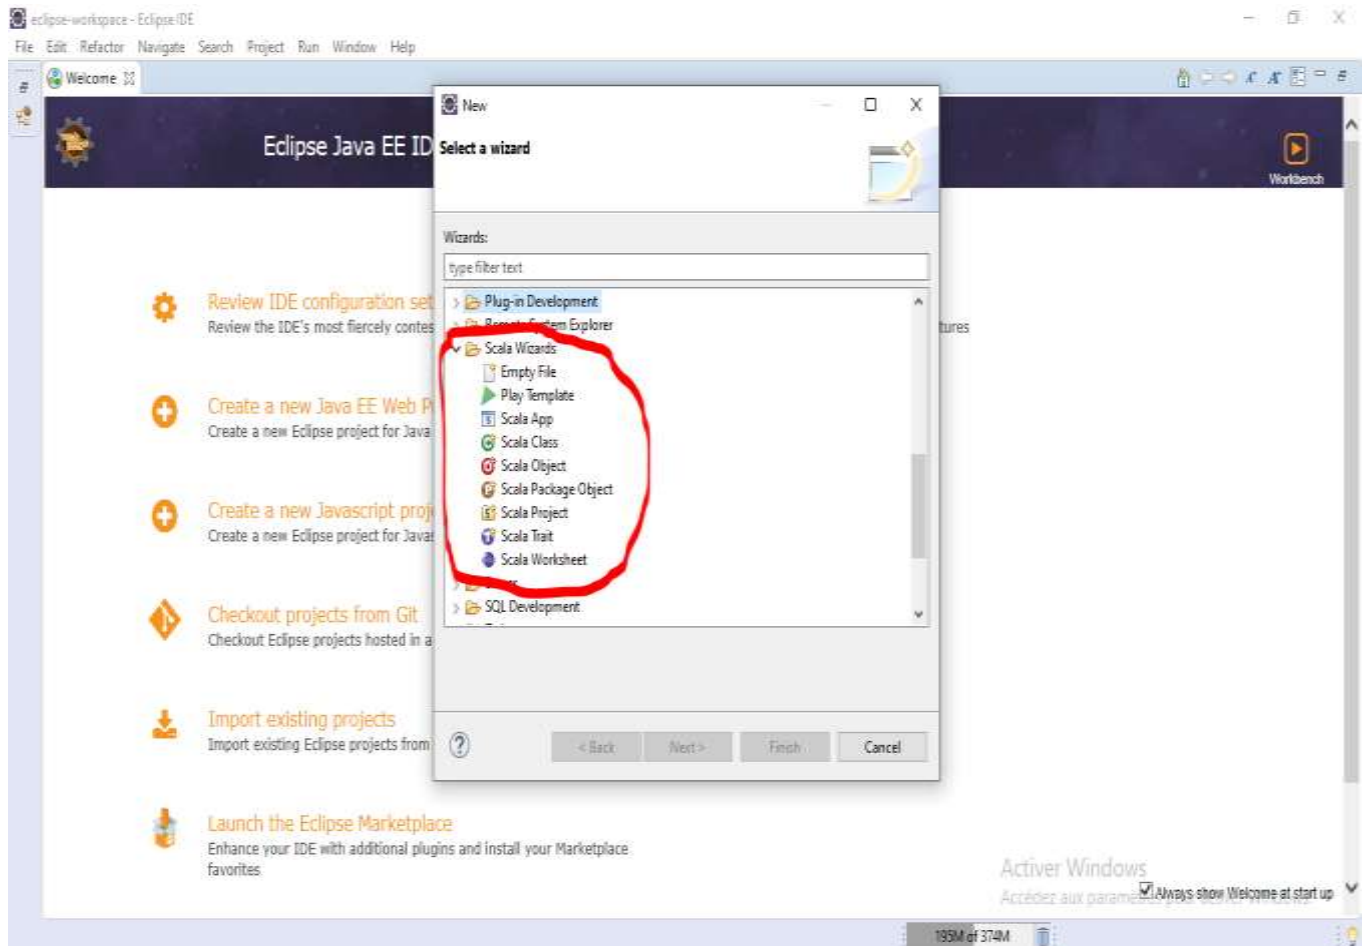 eclipse-workspace - Eclipse IDE
File Edit Refactor Navigate Search Project Run Window Help
Welcome
Eclipse Java EE ID
Workbench
New
Select a wizard
Wizards:
type filter text
Plug-in Development
System Explorer
Scala Wizards
Empty File
Play Template
Scala App
Scala Class
Scala Object
Scala Package Object
Scala Project
Scala Trait
Scala Worksheet
SQL Development
< Back Next > Finish Cancel
Review IDE configuration set
Review the IDE's most fiercely contes
tures
Create a new Java EE Web P
Create a new Eclipse project for Java
Create a new Javascript proj
Create a new Eclipse project for Javas
Checkout projects from Git
Checkout Eclipse projects hosted in a
Import existing projects
Import existing Eclipse projects from
Launch the Eclipse Marketplace
Enhance your IDE with additional plugins and install your Marketplace
favorites
Activer Windows
Accédez aux
Always show Welcome at start up
195M of 374M